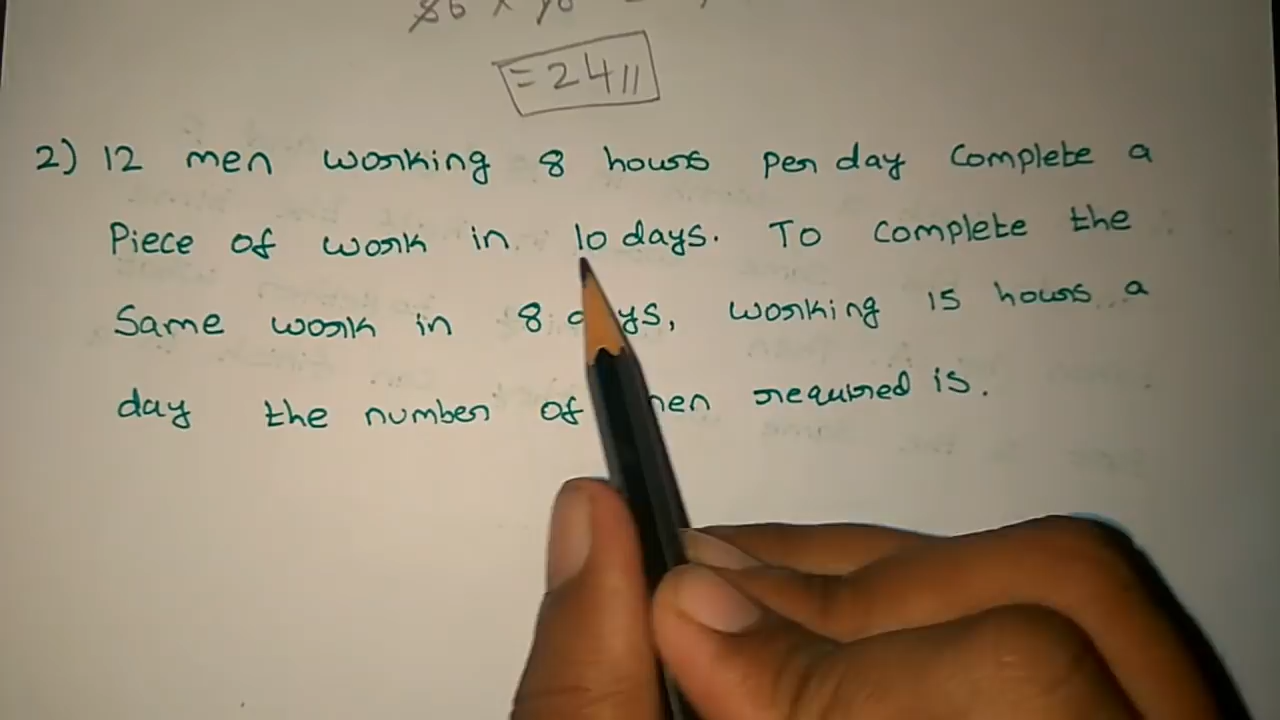 = 24 //
2) 12 men working 8 hours per day complete a
Piece of work in 10 days. To complete the
Same work in 8 days, working 15 hours a
day the number of men required is.